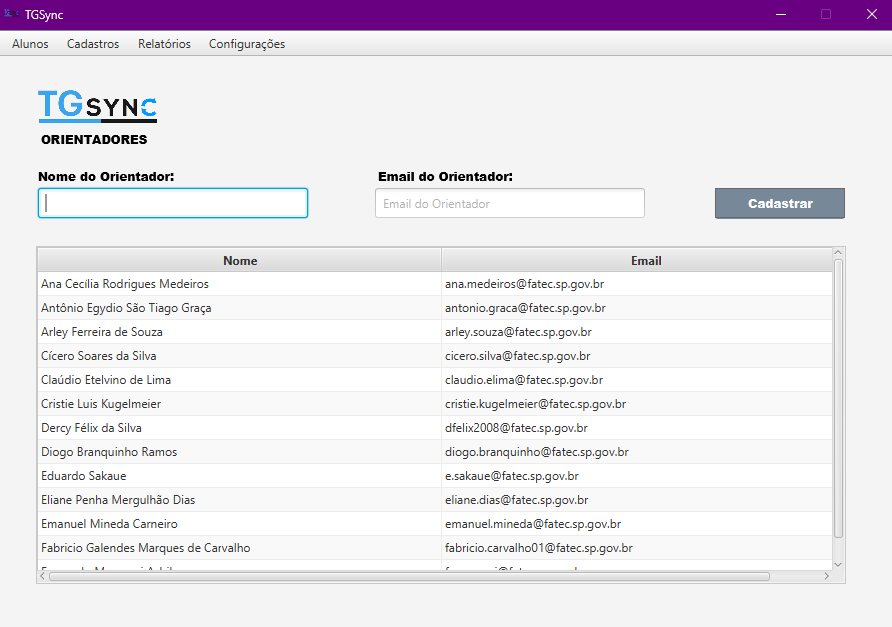 TGSync
Alunos Cadastros Relatórios Configurações
TGSYNC
ORIENTADORES
Nome do Orientador: Email do Orientador:
Email do Orientador Cadastrar
Nome Email
Ana Cecília Rodrigues Medeiros ana.medeiros@fatec.sp.gov.br
Antônio Egydio São Tiago Graça antonio.graca@fatec.sp.gov.br
Arley Ferreira de Souza arley.souza@fatec.sp.gov.br
Cícero Soares da Silva cicero.silva@fatec.sp.gov.br
Claúdio Etelvino de Lima claudio.elima@fatec.sp.gov.br
Cristie Luis Kugelmeier cristie.kugelmeier@fatec.sp.gov.br
Dercy Félix da Silva dfelix2008@fatec.sp.gov.br
Diogo Branquinho Ramos diogo.branquinho@fatec.sp.gov.br
Eduardo Sakaue e.sakaue@fatec.sp.gov.br
Eliane Penha Mergulhão Dias eliane.dias@fatec.sp.gov.br
Emanuel Mineda Carneiro emanuel.mineda@fatec.sp.gov.br
Fabricio Galendes Marques de Carvalho fabricio.carvalho01@fatec.sp.gov.br